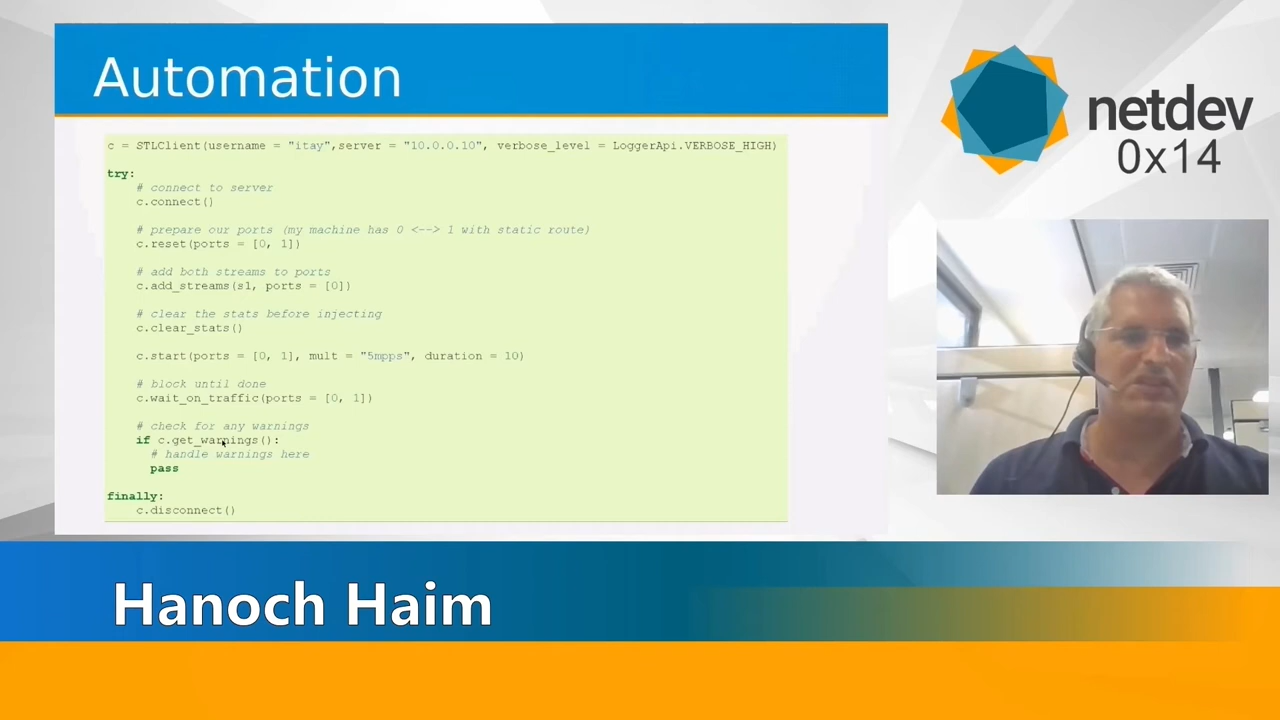 Automation
c = STLClient(username = "itay",server = "10.0.0.10", verbose_level = LoggerApi.VERBOSE_HIGH)
try:
# connect to server
c.connect()
# prepare our ports (my machine has 0 <--> 1 with static route)
c.reset(ports = [0, 1])
# add both streams to ports
c.add_streams(s1, ports = [0])
# clear the stats before injecting
c.clear_stats()
c.start(ports = [0, 1], mult = "5mpps", duration = 10)
# block until done
c.wait_on_traffic(ports = [0, 1])
# check for any warnings
if c.get_warnings():
# handle warnings here
pass
finally:
c.disconnect()
netdev
0x14
Hanoch Haim